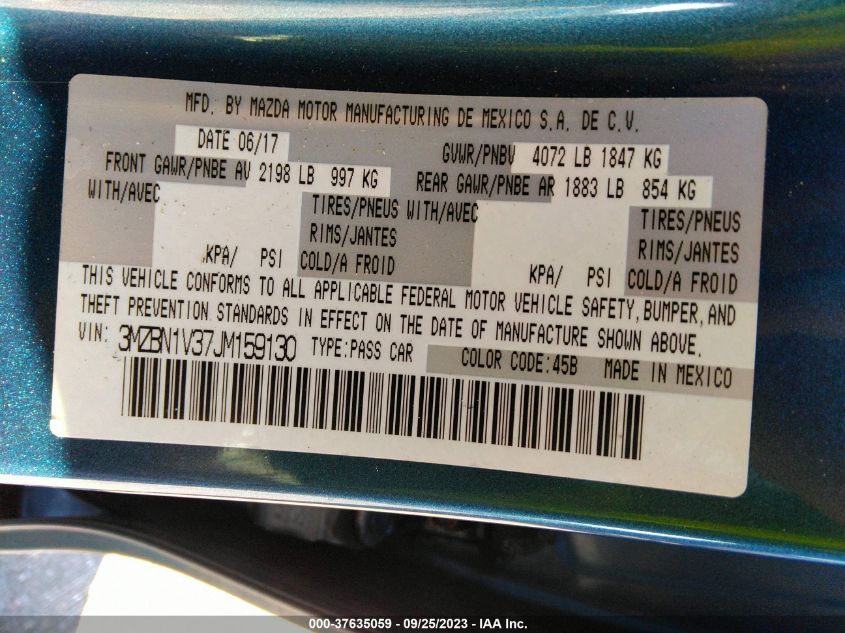 MFD. BY MAZDA MOTOR MANUFACTURING DE MEXICO S.A. DE C.V.
DATE 06/17
GVWR/PNBV 4072 LB 1847 KG
FRONT GAWR/PNBE AV 2198 LB 997 KG
REAR GAWR/PNBE AR 1883 LB 854 KG
WITH/AVEC
TIRES/PNEUS WITH/AVEC
TIRES/PNEUS
RIMS/JANTES
RIMS/JANTES
KPA/ PSI COLD/A FROID
KPA/ PSI COLD/A FROID
THIS VEHICLE CONFORMS TO ALL APPLICABLE FEDERAL MOTOR VEHICLE SAFETY, BUMPER, AND
THEFT PREVENTION STANDARDS IN EFFECT ON THE DATE OF MANUFACTURE SHOWN ABOVE.
VIN: 3MZBN1V37JM159130 TYPE:PASS CAR
COLOR CODE:45B MADE IN MEXICO
000-37635059 - 09/25/2023 - IAA Inc.